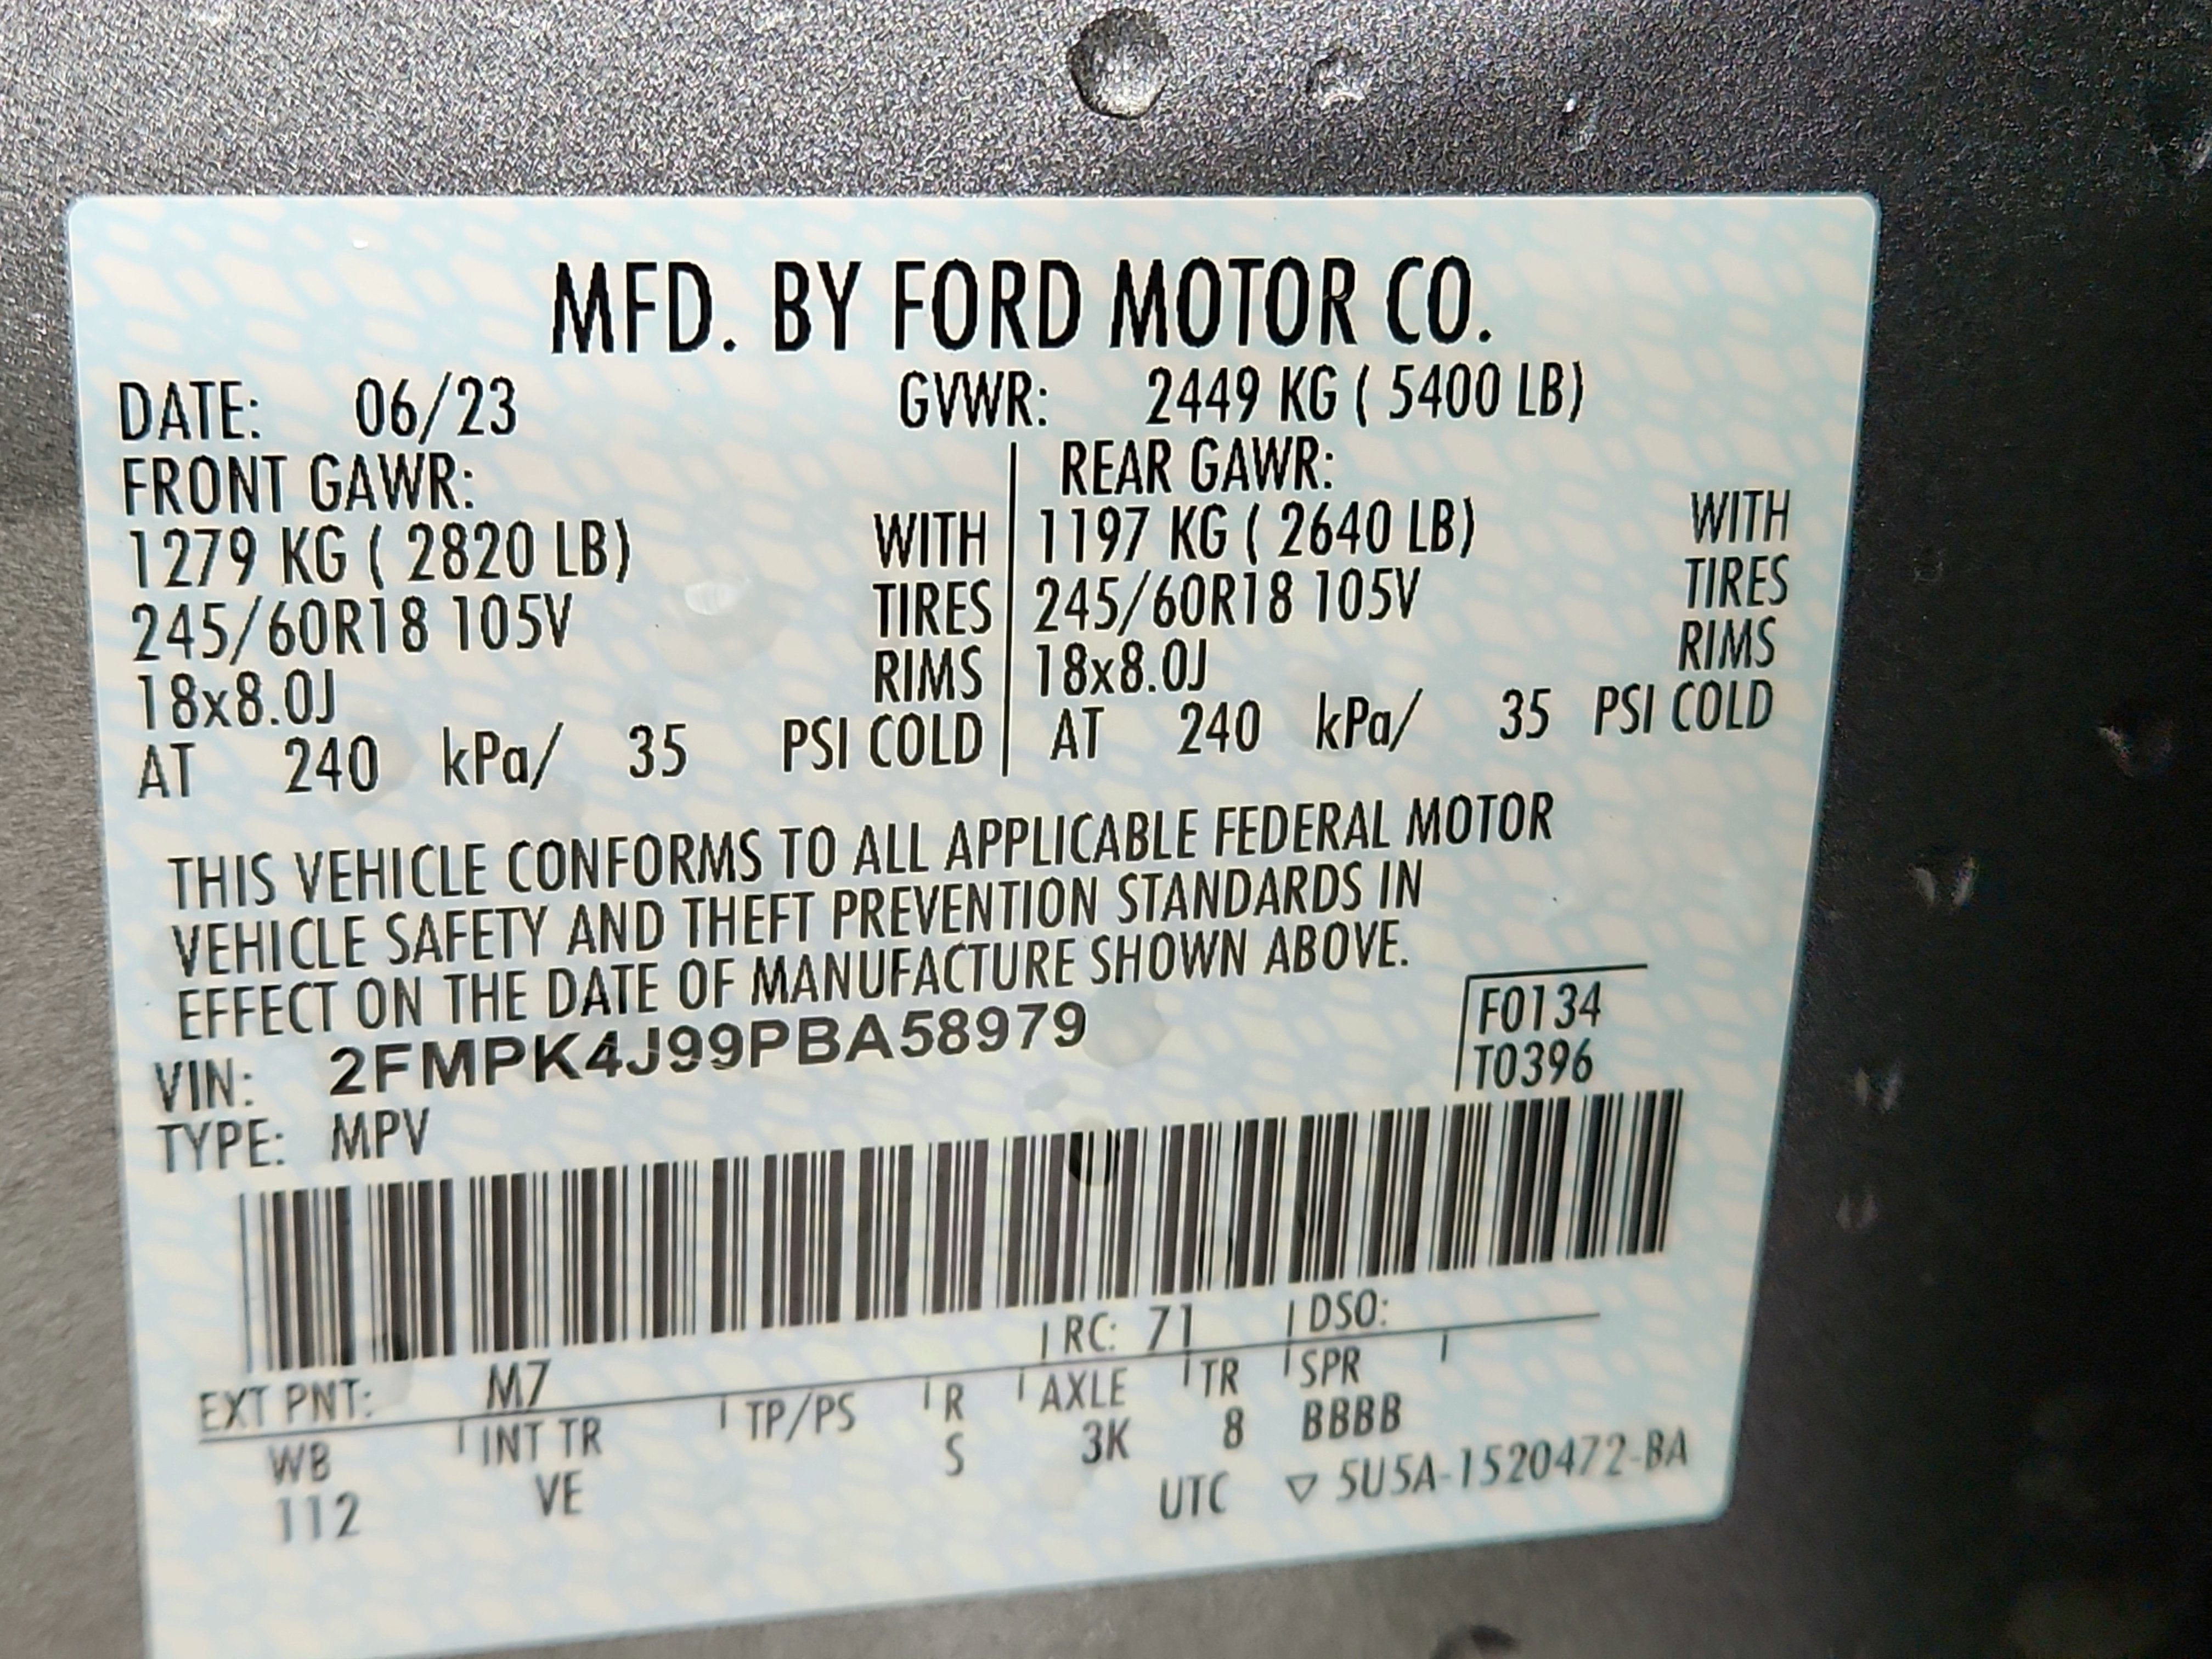 MFD. BY FORD MOTOR CO.
DATE: 06/23 GVWR: 2449 KG ( 5400 LB)
FRONT GAWR: REAR GAWR:
1279 KG ( 2820 LB) WITH 1197 KG ( 2640 LB) WITH
245/60R18 105V TIRES 245/60R18 105V TIRES
18x8.0J RIMS 18x8.0J RIMS
AT 240 kPa/ 35 PSI COLD AT 240 kPa/ 35 PSI COLD
THIS VEHICLE CONFORMS TO ALL APPLICABLE FEDERAL MOTOR
VEHICLE SAFETY AND THEFT PREVENTION STANDARDS IN
EFFECT ON THE DATE OF MANUFACTURE SHOWN ABOVE.
VIN: 2FMPK4J99PBA58979 F0134
TYPE: MPV T0396
EXT PNT: M7 RC: 71 DSO:
WB INT TR TP/PS R AXLE TR SPR
112 VE S 3K 8 BBBB
UTC ▽ 5U5A-1520472-BA